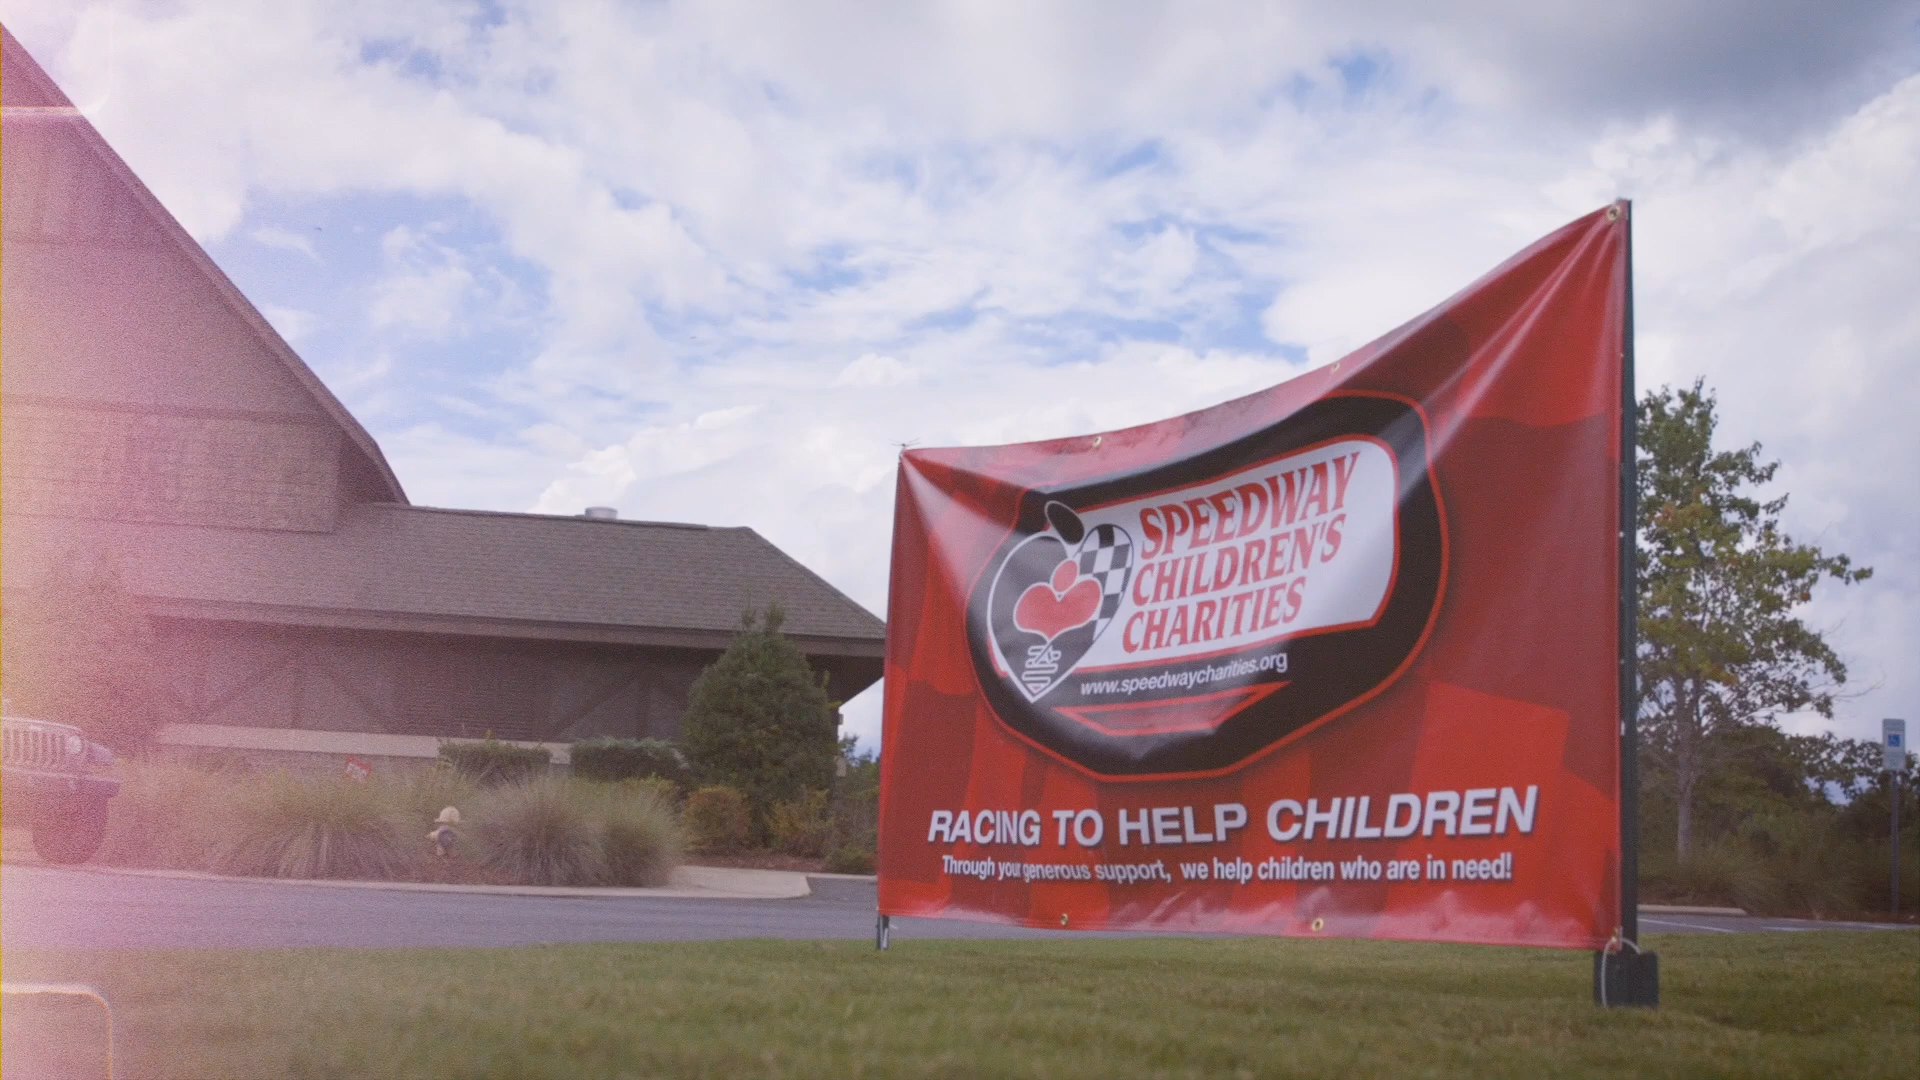 SPEEDWAY
CHILDREN'S
CHARITIES
www.speedwaycharities.org
RACING TO HELP CHILDREN
Through your generous support, we help children who are in need!